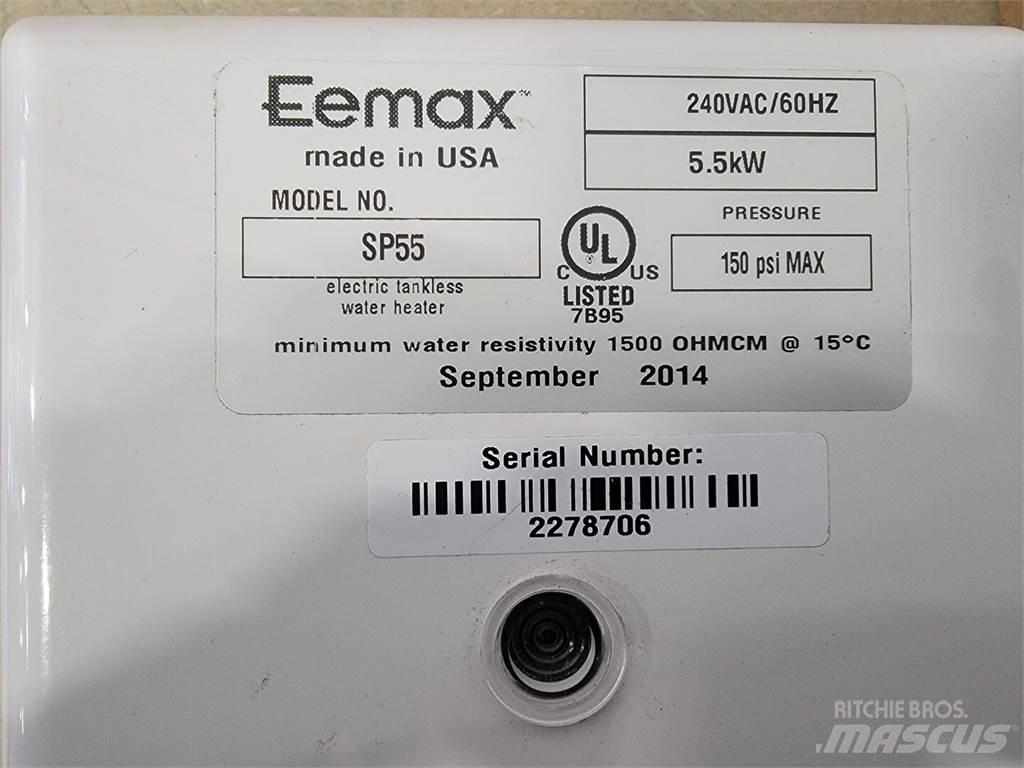 Eemax™
made in USA
240VAC/60HZ
5.5kW
MODEL NO.
SP55
electric tankless
water heater
C UL US
LISTED
7B95
PRESSURE
150 psi MAX
minimum water resistivity 1500 OHMCM @ 15°C
September 2014
Serial Number:
2278706
RITCHIE BROS.
MASCUS